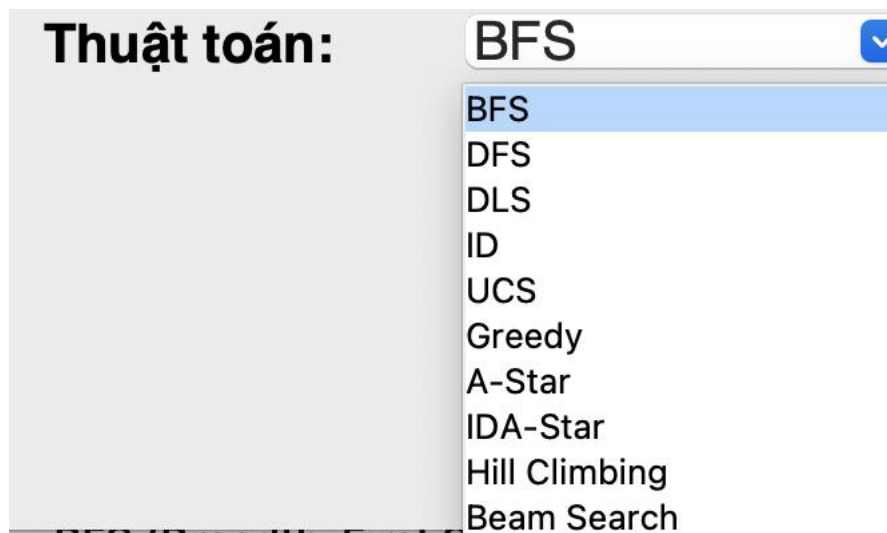 Thuật toán: BFS
BFS
DFS
DLS
ID
UCS
Greedy
A-Star
IDA-Star
Hill Climbing
Beam Search